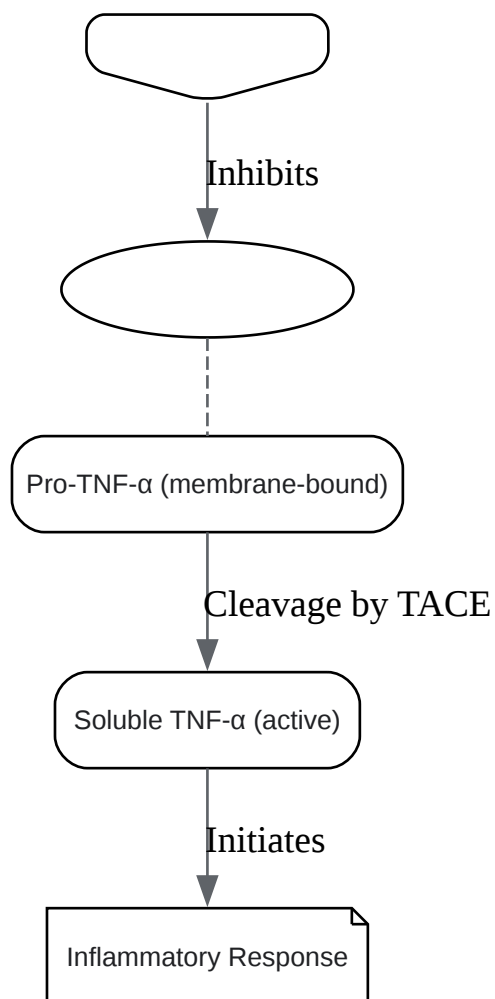 Inhibits
Pro-TNF-α (membrane-bound)
Cleavage by TACE
Soluble TNF-α (active)
Initiates
Inflammatory Response